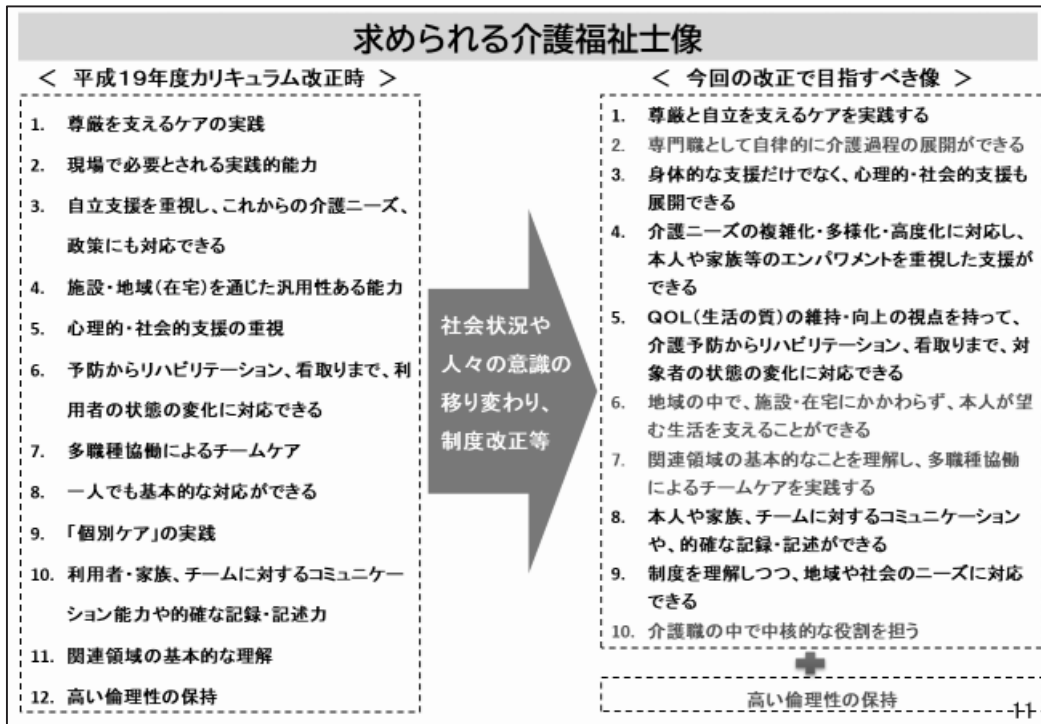 求められる介護福祉士像
＜ 平成19年度カリキュラム改正時 ＞
1. 尊厳を支えるケアの実践
2. 現場で必要とされる実践的能力
3. 自立支援を重視し、これからの介護ニーズ、
政策にも対応できる
4. 施設・地域（在宅）を通じた汎用性ある能力
5. 心理的・社会的支援の重視
6. 予防からリハビリテーション、看取りまで、利
用者の状態の変化に対応できる
7. 多職種協働によるチームケア
8. 一人でも基本的な対応ができる
9. 「個別ケア」の実践
10. 利用者・家族、チームに対するコミュニケー
ション能力や的確な記録・記述力
11. 関連領域の基本的な理解
12. 高い倫理性の保持
社会状況や
人々の意識の
移り変わり、
制度改正等
＜ 今回の改正で目指すべき像 ＞
1. 尊厳と自立を支えるケアを実践する
2. 専門職として自律的に介護過程の展開ができる
3. 身体的な支援だけでなく、心理的・社会的支援も
展開できる
4. 介護ニーズの複雑化・多様化・高度化に対応し、
本人や家族等のエンパワメントを重視した支援が
できる
5. QOL（生活の質）の維持・向上の視点を持って、
介護予防からリハビリテーション、看取りまで、対
象者の状態の変化に対応できる
6. 地域の中で、施設・在宅にかかわらず、本人が望
む生活を支えることができる
7. 関連領域の基本的なことを理解し、多職種協働
によるチームケアを実践する
8. 本人や家族、チームに対するコミュニケーション
や、的確な記録・記述ができる
9. 制度を理解しつつ、地域や社会のニーズに対応
できる
10. 介護職の中で中核的な役割を担う
高い倫理性の保持
11